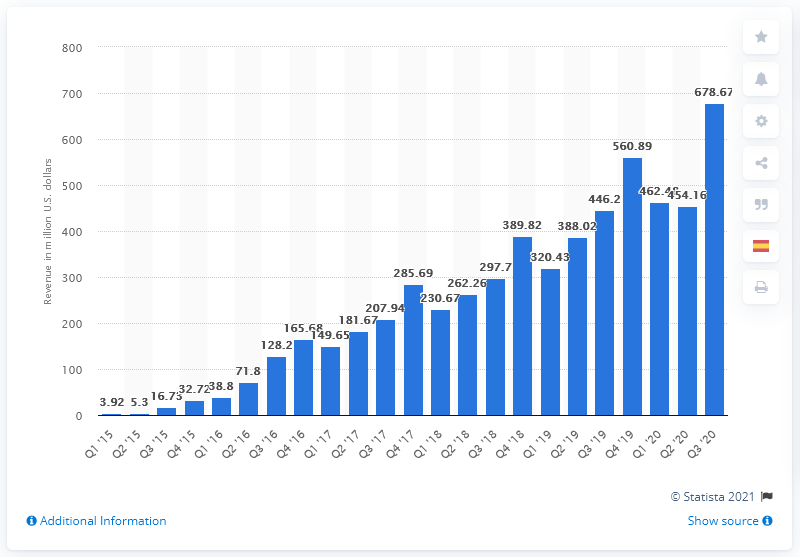 800
700
600
500
400
300
200
100
0
Revenue in million U.S. dollars
3.92
5.3
16.73
32.72
38.8
71.8
128.2
165.68
149.65
181.67
207.94
285.69
230.67
262.26
297.7
389.82
320.43
388.02
446.2
560.89
454.16
678.67
Q1 '15
Q2 '15
Q3 '15
Q4 '15
Q1 '16
Q2 '16
Q3 '16
Q4 '16
Q1 '17
Q2 '17
Q3 '17
Q4 '17
Q1 '18
Q2 '18
Q3 '18
Q4 '18
Q1 '19
Q2 '19
Q3 '19
Q4 '19
Q1 '20
Q2 '20
Q3 '20
© Statista 2021
Additional Information
Show source